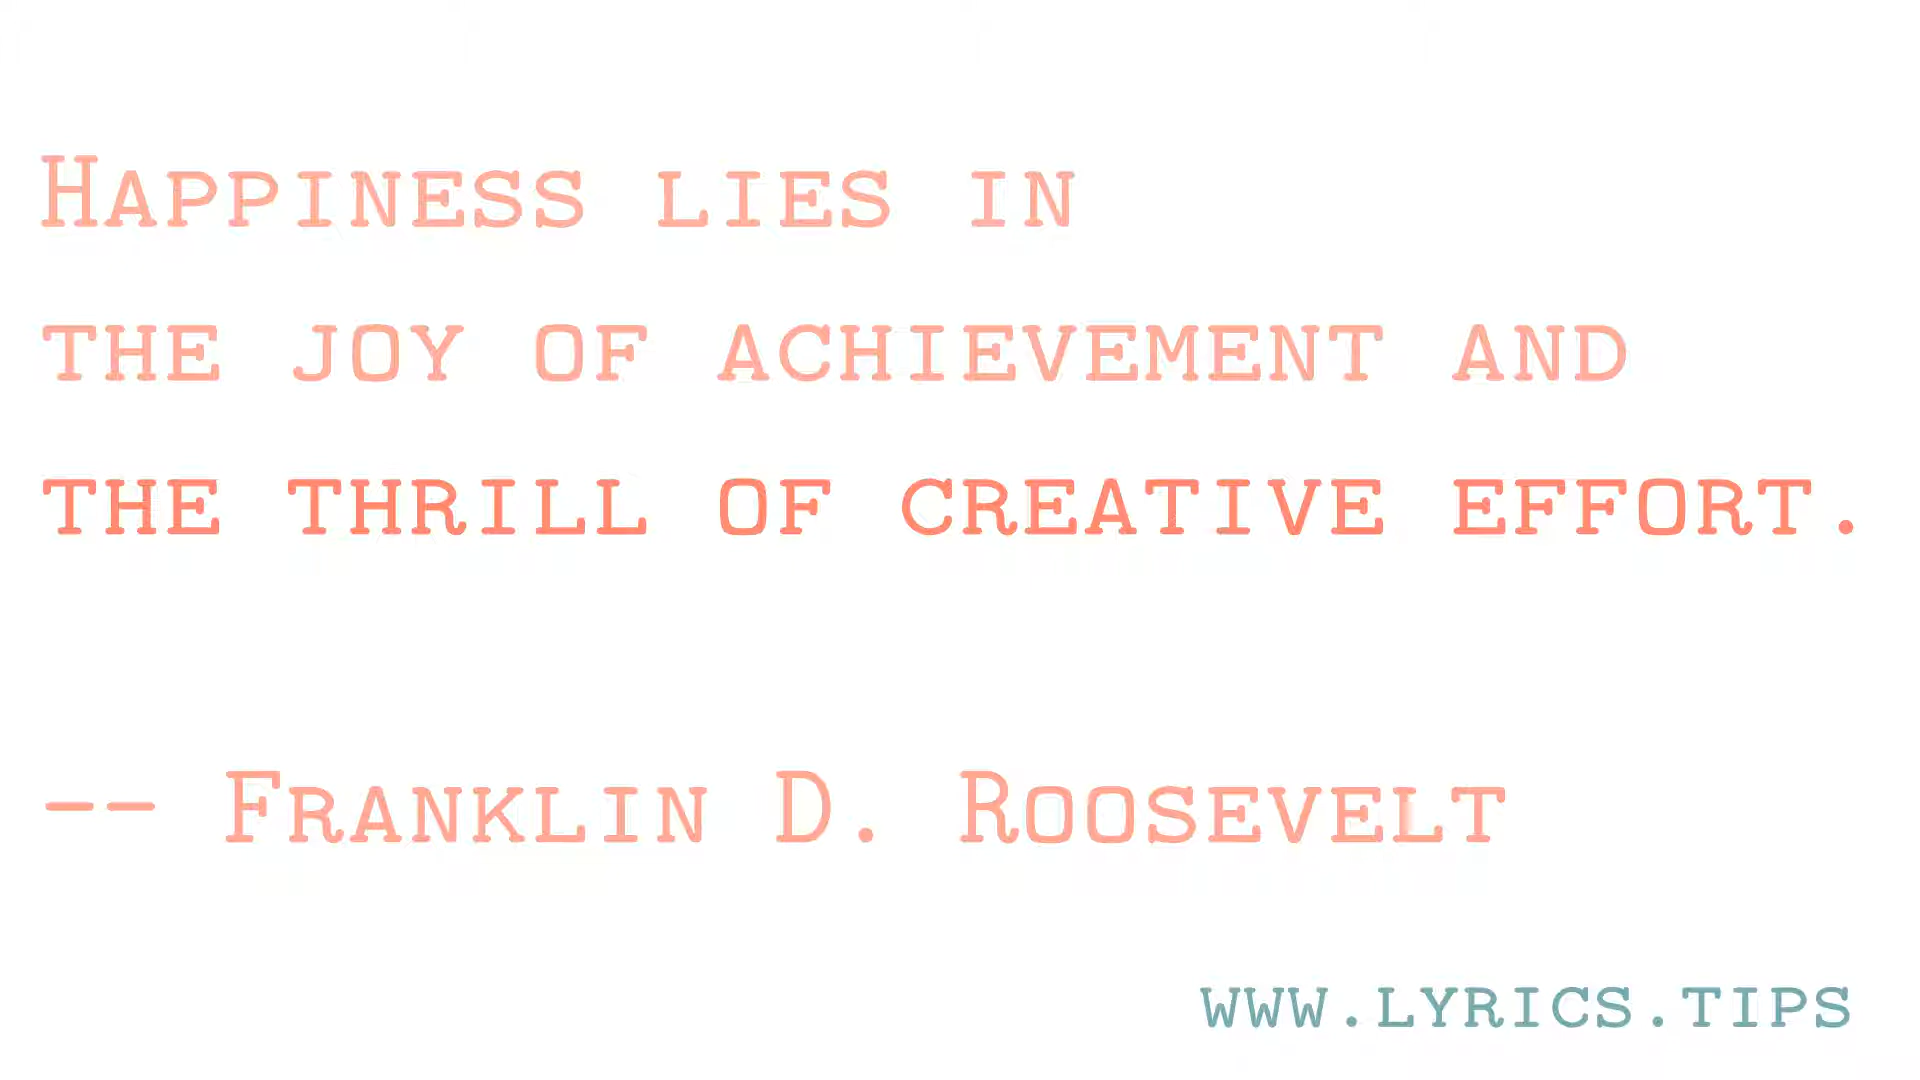 Happiness lies in
the joy of achievement and
the thrill of creative effort.
-- Franklin D. Roosevelt
www.lyrics.tips